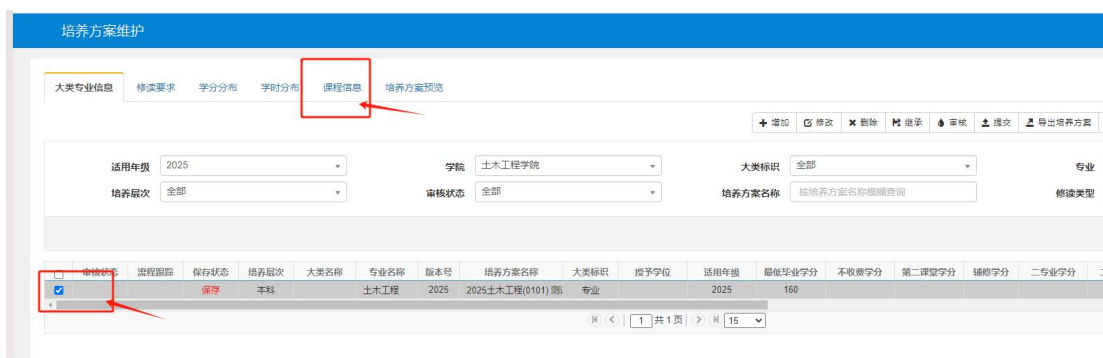 培养方案维护
大类专业信息 修读要求 学分分布 学时分布 课程信息 培养方案预览
增加 修改 删除 继承 审核 提交 导出培养方案
适用年级 2025 学院 土木工程学院 大类标识 全部 专业
培养层次 全部 审核状态 全部 培养方案名称 按培养方案名称模糊查询 修读类型
审核状态 流程跟踪 保存状态 培养层次 大类名称 专业名称 版本号 培养方案名称 大类标识 授予学位 适用年级 最低毕业学分 不收费学分 第二课堂学分 辅修学分 二专业学分
保存 本科 土木工程 2025 2025土木工程(0101) 专业 2025 160
1 共1页 15